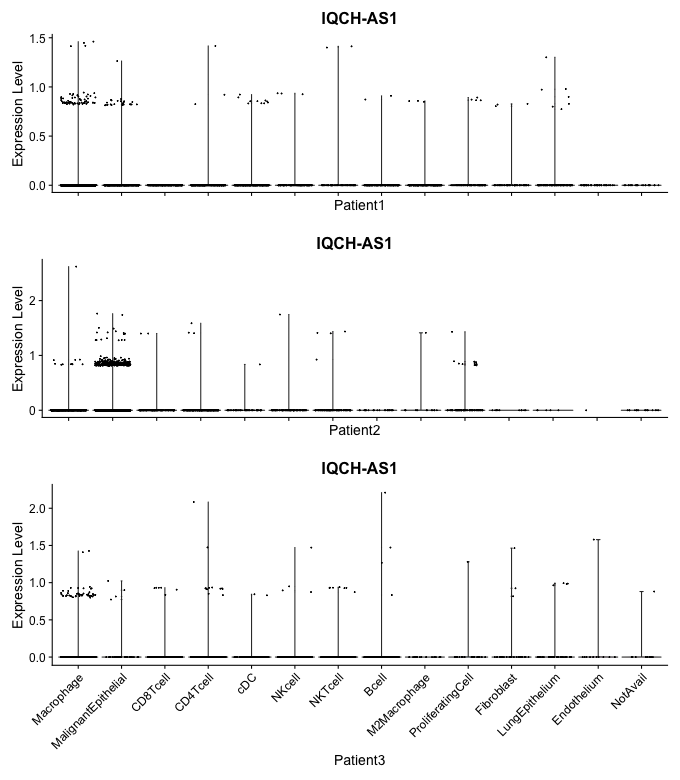 IQCH-AS1
Expression Level
1.5
1.0
0.5
0.0
Patient1
IQCH-AS1
Expression Level
2
1
0
Patient2
IQCH-AS1
Expression Level
2.0
1.5
1.0
0.5
0.0
Macrophage
MalignantEpithelial
CD8Tcell
CD4Tcell
cDC
NKcell
NKTcell
Bcell
M2Macrophage
ProliferatingCell
Fibroblast
LungEpithelium
Endothelium
NotAvail
Patient3